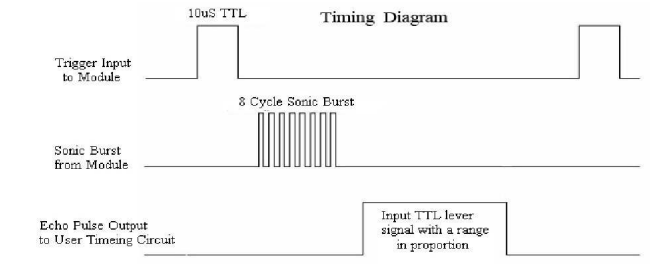 10uS TTL
Timing Diagram
Trigger Input
to Module
8 Cycle Sonic Burst
Sonic Burst
from Module
Echo Pulse Output
to User Timeing Circuit
Input TTL lever
signal with a range
in proportion